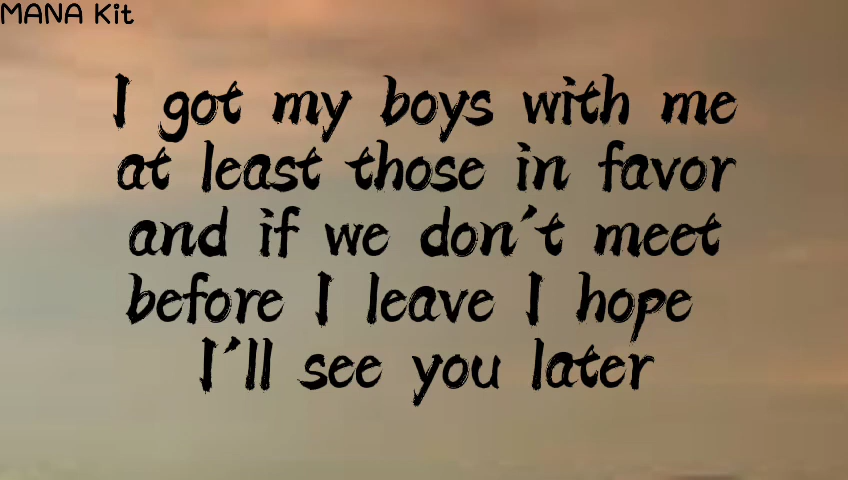 MANA Kit
I got my boys with me
at least those in favor
and if we don't meet
before I leave I hope
I'll see you later